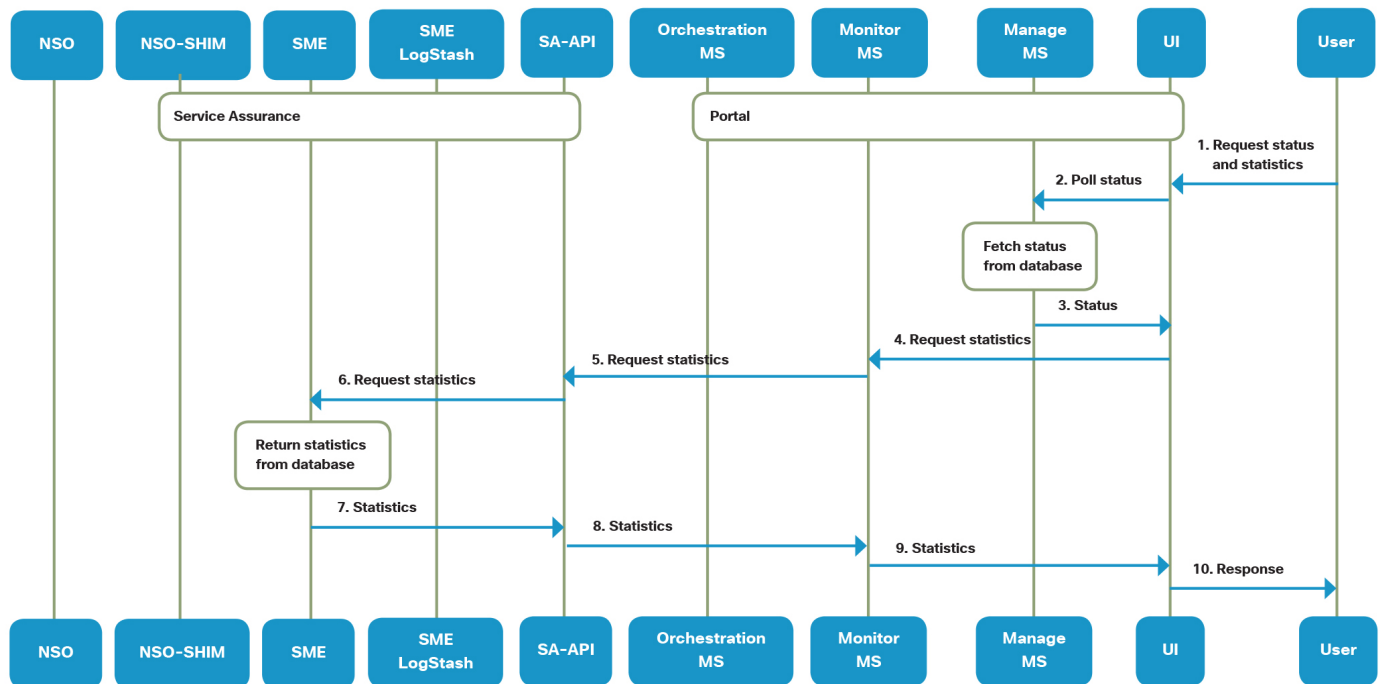 NSO
NSO-SHIM
SME
SME
LogStash
SA-API
Orchestration
MS
Monitor
MS
Manage
MS
UI
User
Service Assurance
Portal
1. Request status
and statistics
2. Poll status
Fetch status
from database
3. Status
4. Request statistics
5. Request statistics
6. Request statistics
Return statistics
from database
7. Statistics
8. Statistics
9. Statistics
10. Response
NSO
NSO-SHIM
SME
SME
LogStash
SA-API
Orchestration
MS
Monitor
MS
Manage
MS
UI
User